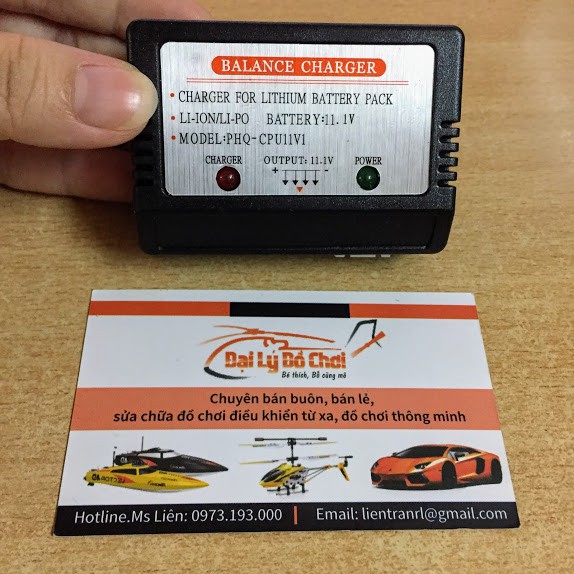 BALANCE CHARGER
• CHARGER FOR LITHIUM BATTERY PACK
• LI-ION/LI-PO BATTERY:11.1V
• MODEL:PHQ-CPU11V1
CHARGER OUTPUT:11.1V POWER
+ -
Đại Lý Đồ Chơi
Bé thích, Bố cũng mê
Chuyên bán buôn, bán lẻ,
sửa chữa đồ chơi điều khiển từ xa, đồ chơi thông minh
Hotline.Ms Liên: 0973.193.000 | Email: lientranrl@gmail.com